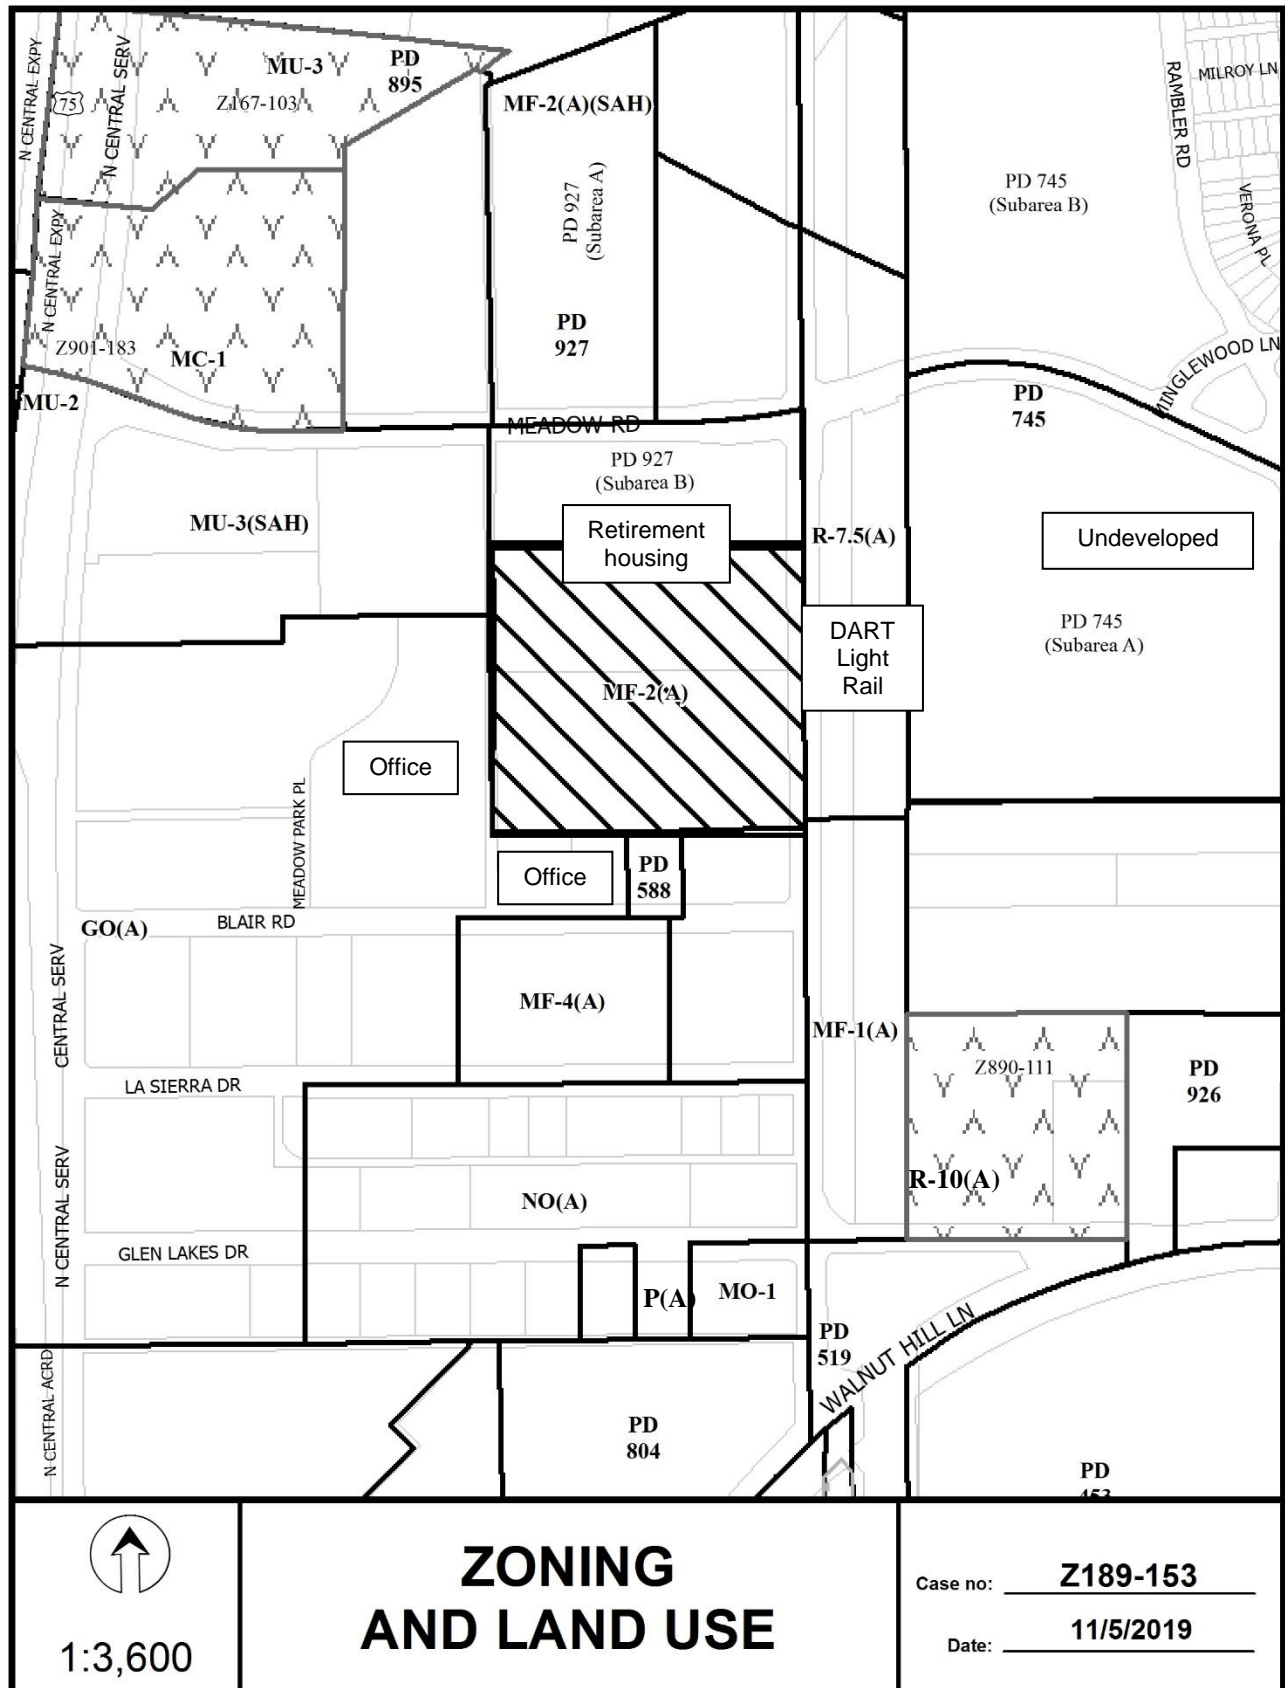 MU-3
PD
895
Z167-103
75
N CENTRAL EXPY
N CENTRAL SERV
MF-2(A)(SAH)
PD 927
(Subarea A)
PD
927
PD 745
(Subarea B)
RAMBLER RD
MILROY LN
VERONA PL
N CENTRAL EXPY
Z901-183
MC-1
MU-2
MINGLEWOOD LN
PD
745
MEADOW RD
PD 927
(Subarea B)
MU-3(SAH)
Retirement
housing
R-7.5(A)
Undeveloped
DART
Light
Rail
PD 745
(Subarea A)
MF-2(A)
Office
MEADOW PARK PL
Office
PD
588
BLAIR RD
GO(A)
CENTRAL SERV
MF-4(A)
MF-1(A)
Z890-111
PD
926
LA SIERRA DR
R-10(A)
NO(A)
N CENTRAL SERV
GLEN LAKES DR
P(A)
MO-1
PD
519
WALNUT HILL LN
N CENTRAL ACRD
PD
804
PD
453
1:3,600
ZONING
AND LAND USE
Case no: Z189-153
Date: 11/5/2019